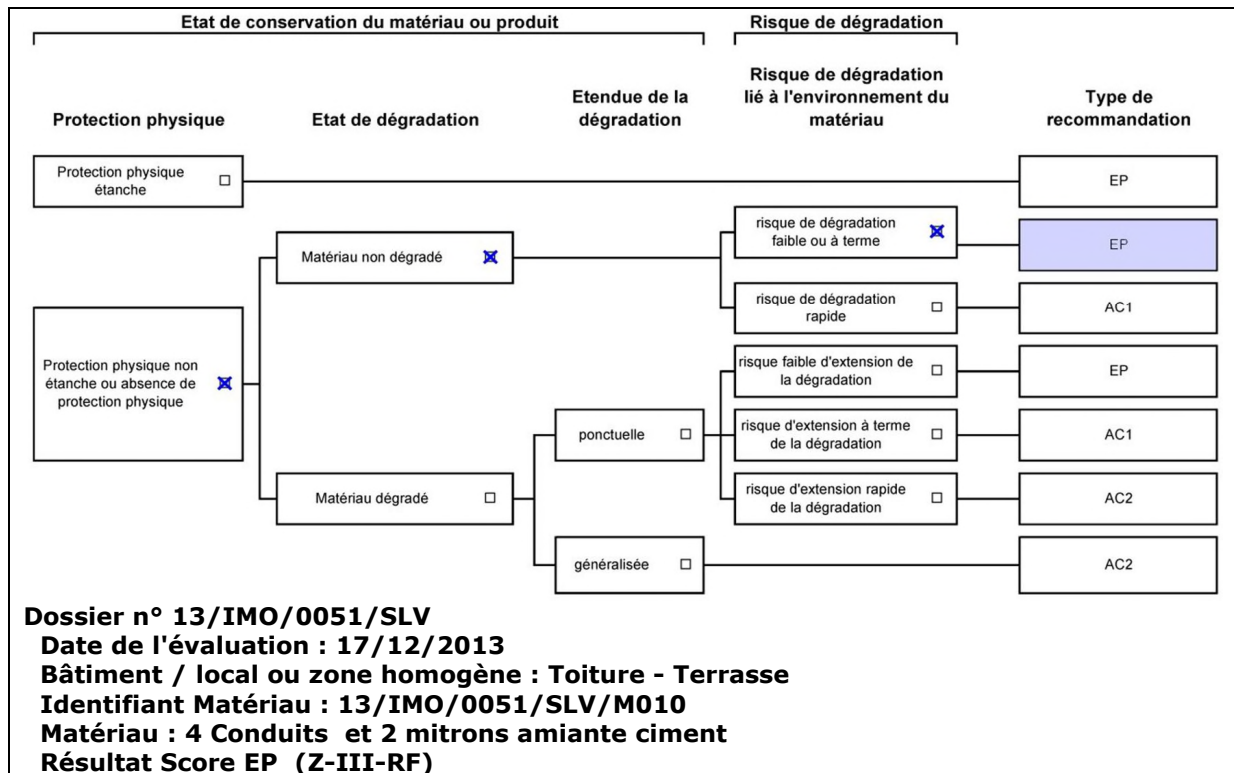 Etat de conservation du matériau ou produit
Risque de dégradation
Protection physique
Etat de dégradation
Etendue de la
dégradation
Risque de dégradation
lié à l'environnement du
matériau
Type de
recommandation
Protection physique
étanche
EP
risque de dégradation
faible ou à terme
EP
Matériau non dégradé
risque de dégradation
rapide
AC1
Protection physique non
étanche ou absence de
protection physique
risque faible d'extension de
la dégradation
EP
ponctuelle
risque d'extension à terme
de la dégradation
AC1
Matériau dégradé
risque d'extension rapide
de la dégradation
AC2
généralisée
AC2
Dossier n° 13/IMO/0051/SLV
Date de l'évaluation : 17/12/2013
Bâtiment / local ou zone homogène : Toiture - Terrasse
Identifiant Matériau : 13/IMO/0051/SLV/M010
Matériau : 4 Conduits et 2 mitrons amiante ciment
Résultat Score EP (Z-III-RF)